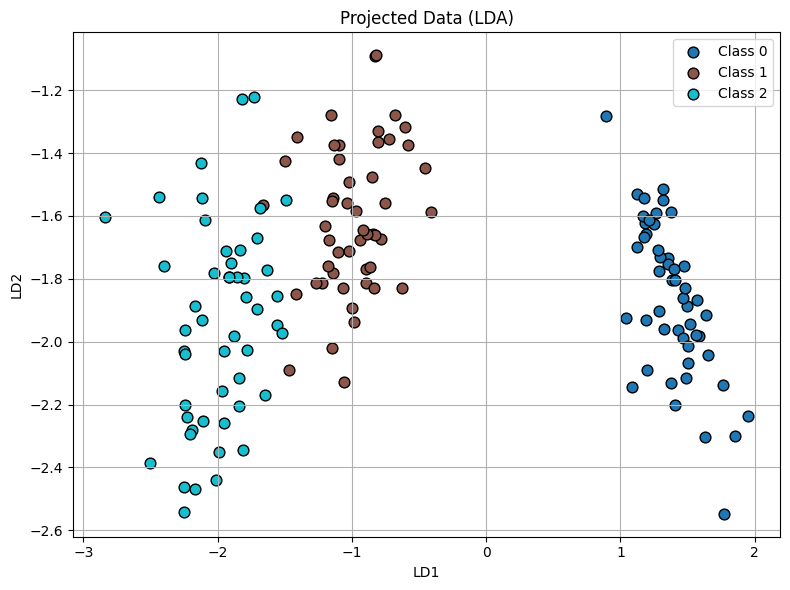 Projected Data (LDA)
Class 0
Class 1
Class 2
−1.2
−1.4
−1.6
−1.8
−2.0
−2.2
−2.4
−2.6
LD2
−3
−2
−1
0
1
2
LD1